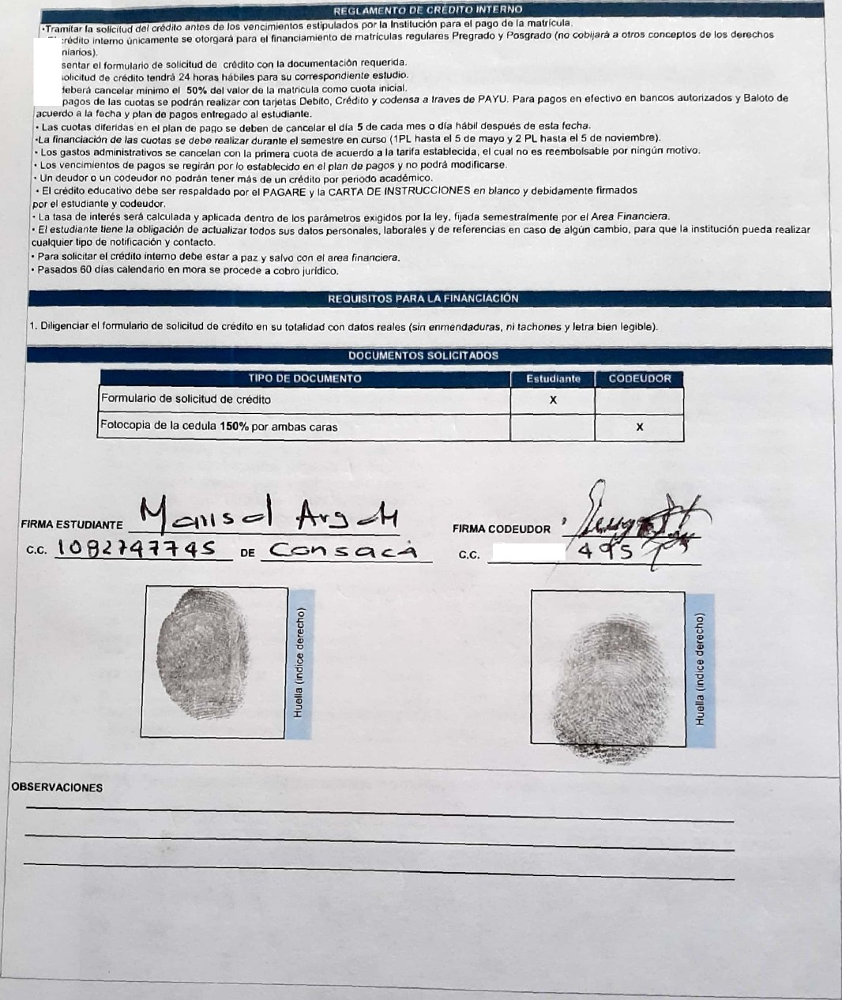 REGLAMENTO DE CRÉDITO INTERNO
•Tramitar la solicitud del crédito antes de los vencimientos estipulados por la Institución para el pago de la matrícula.
crédito interno únicamente se otorgará para el financiamiento de matriculas regulares Pregrado y Posgrado (no cobijará a otros conceptos de los derechos
niarios).
sentar el formulario de solicitud de crédito con la documentación requerida.
solicitud de crédito tendrá 24 horas hábiles para su correspondiente estudio.
deberá cancelar mínimo el 50% del valor de la matricula como cuota inicial.
pagos de las cuotas se podrán realizar con tarjetas Debito, Crédito y codensa a traves de PAYU. Para pagos en efectivo en bancos autorizados y Baloto de
acuerdo a la fecha y plan de pagos entregado al estudiante.
• Las cuotas diferidas en el plan de pago se deben de cancelar el día 5 de cada mes o día hábil después de esta fecha.
•La financiación de las cuotas se debe realizar durante el semestre en curso (1PL hasta el 5 de mayo y 2 PL hasta el 5 de noviembre).
• Los gastos administrativos se cancelan con la primera cuota de acuerdo a la tarifa establecida, el cual no es reembolsable por ningún motivo.
• Los vencimientos de pagos se regirán por lo establecido en el plan de pagos y no podrá modificarse.
• Un deudor o un codeudor no podrán tener más de un crédito por periodo académico.
• El crédito educativo debe ser respaldado por el PAGARE y la CARTA DE INSTRUCCIONES en blanco y debidamente firmados
por el estudiante y codeudor.
• La tasa de interés será calculada y aplicada dentro de los parámetros exigidos por la ley, fijada semestralmente por el Area Financiera.
• El estudiante tiene la obligación de actualizar todos sus datos personales, laborales y de referencias en caso de algún cambio, para que la institución pueda realizar
cualquier tipo de notificación y contacto.
• Para solicitar el crédito interno debe estar a paz y salvo con el area financiera.
• Pasados 60 días calendario en mora se procede a cobro jurídico.
REQUISITOS PARA LA FINANCIACIÓN
1. Diligenciar el formulario de solicitud de crédito en su totalidad con datos reales (sin enmendaduras, ni tachones y letra bien legible).
DOCUMENTOS SOLICITADOS
TIPO DE DOCUMENTO Estudiante CODEUDOR
Formulario de solicitud de crédito X
Fotocopia de la cedula 150% por ambas caras X
FIRMA ESTUDIANTE Marisol Arg FIRMA CODEUDOR
C.C. 1082747745 DE Consacá C.C. 495
Huella (indice derecho) Huella (indice derecho)
OBSERVACIONES